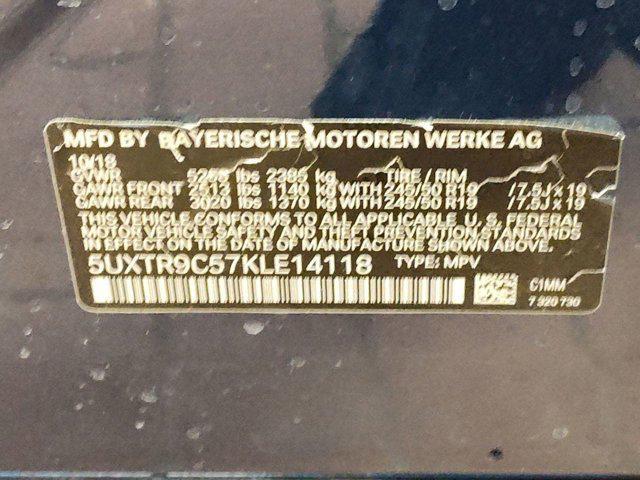 MFD BY BAYERISCHE MOTOREN WERKE AG
10/18
GVWR 5258 lbs 2385 kg TIRE / RIM
GAWR FRONT 2513 lbs 1140 kg WITH 245/50 R19 / 7.5J x 19
GAWR REAR 3020 lbs 1370 kg WITH 245/50 R19 / 7.5J x 19
THIS VEHICLE CONFORMS TO ALL APPLICABLE U. S. FEDERAL
MOTOR VEHICLE SAFETY AND THEFT PREVENTION STANDARDS IN
EFFECT ON THE DATE OF MANUFACTURE SHOWN ABOVE.
5UXTR9C57KLE14118 TYPE: MPV
C1MM
7 320 730